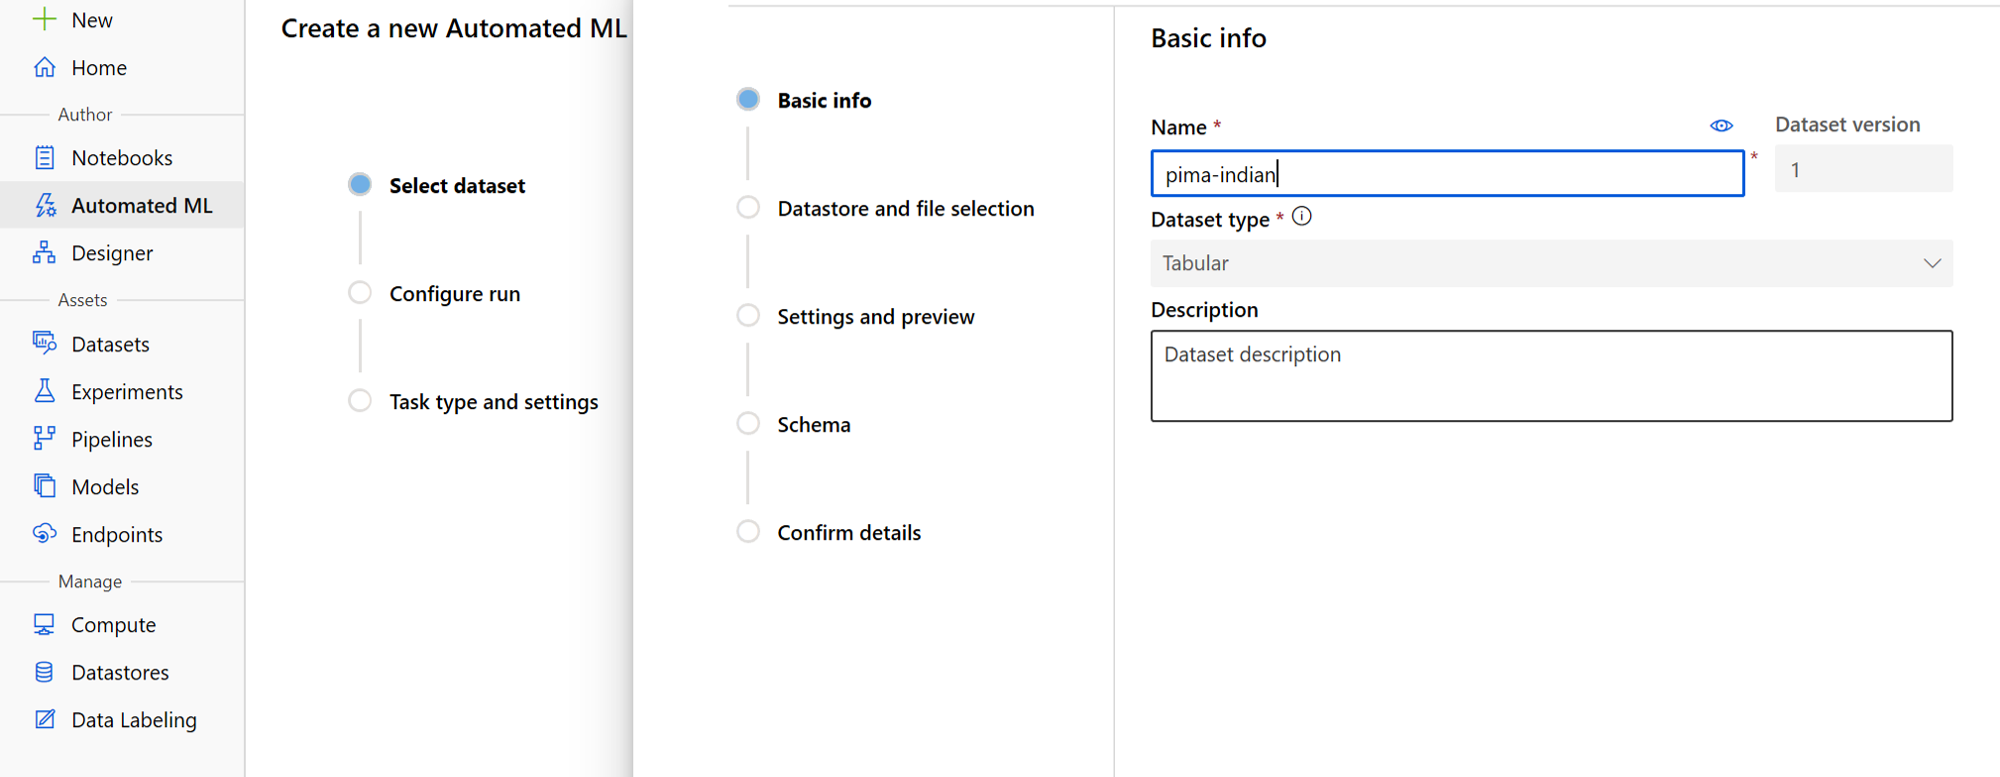 New
Home
Author
Notebooks
Automated ML
Designer
Assets
Datasets
Experiments
Pipelines
Models
Endpoints
Manage
Compute
Datastores
Data Labeling
Create a new Automated ML
Select dataset
Configure run
Task type and settings
Basic info
Datastore and file selection
Settings and preview
Schema
Confirm details
Basic info
Name *
Dataset version
pima-indian *
1
Dataset type *
Tabular
Description
Dataset description